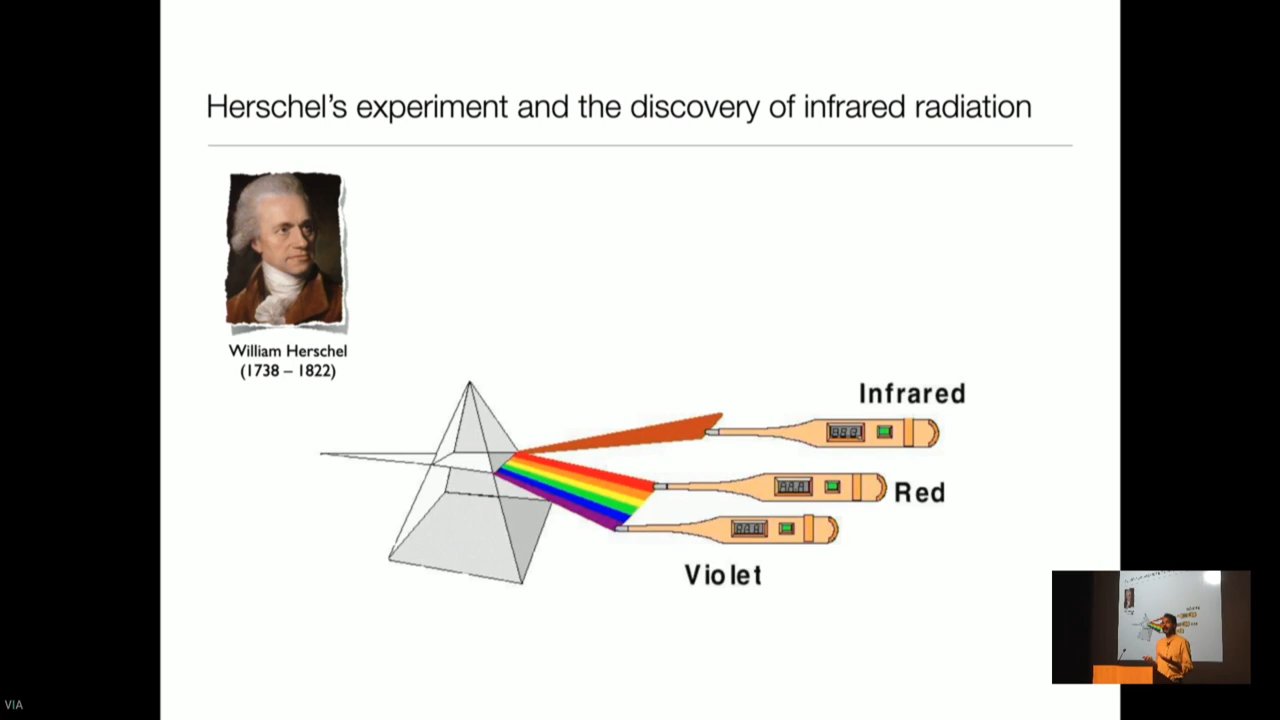 Herschel’s experiment and the discovery of infrared radiation
William Herschel
(1738 – 1822)
Infrared
Red
Violet
VIA